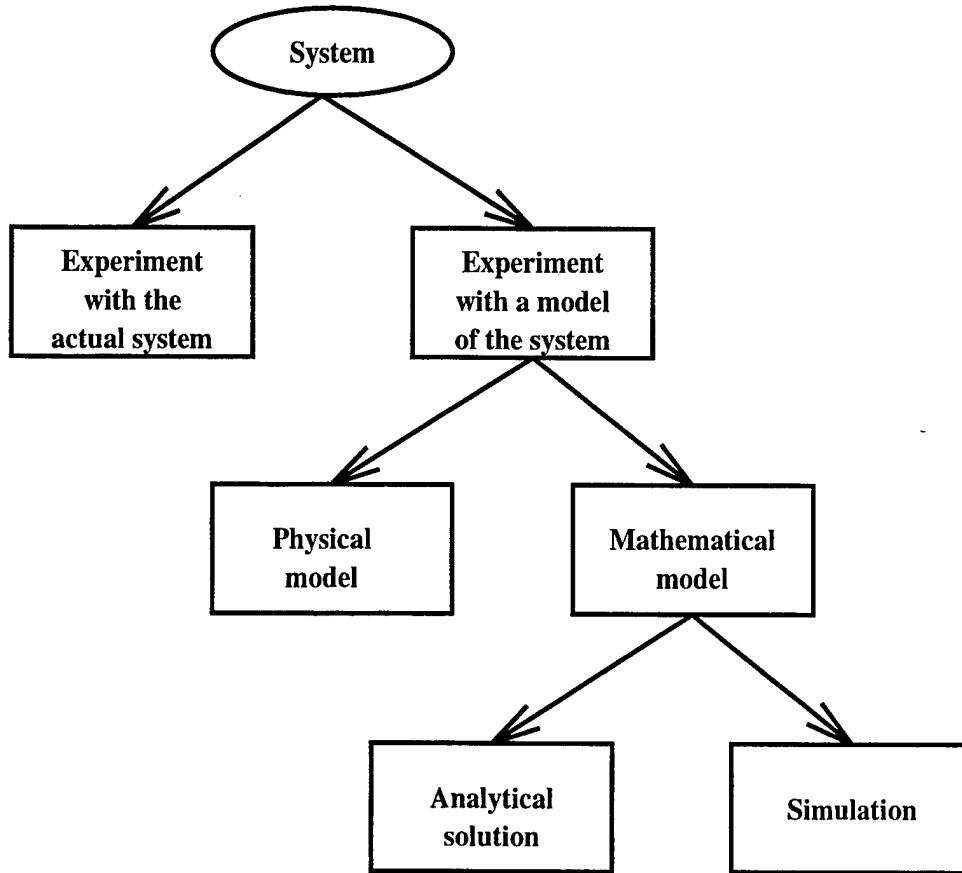 System
Experiment
with the
actual system
Experiment
with a model
of the system
Physical
model
Mathematical
model
Analytical
solution
Simulation